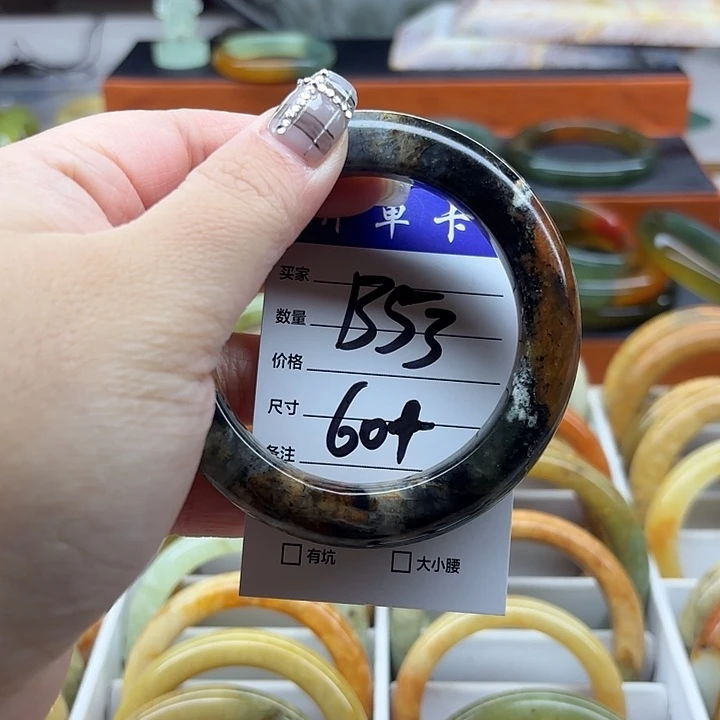 单卡
买家
B53
数量
价格
尺寸 60+
备注
有坑 大小腰